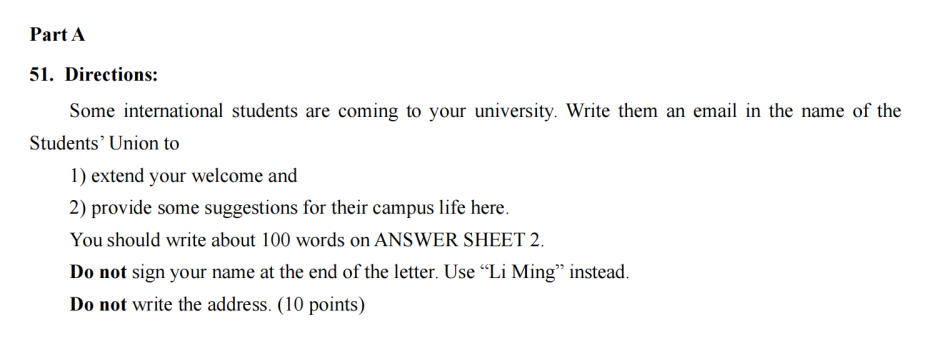 Part A
51. Directions:
Some international students are coming to your university. Write them an email in the name of the
Students’ Union to
1) extend your welcome and
2) provide some suggestions for their campus life here.
You should write about 100 words on ANSWER SHEET 2.
Do not sign your name at the end of the letter. Use “Li Ming” instead.
Do not write the address. (10 points)